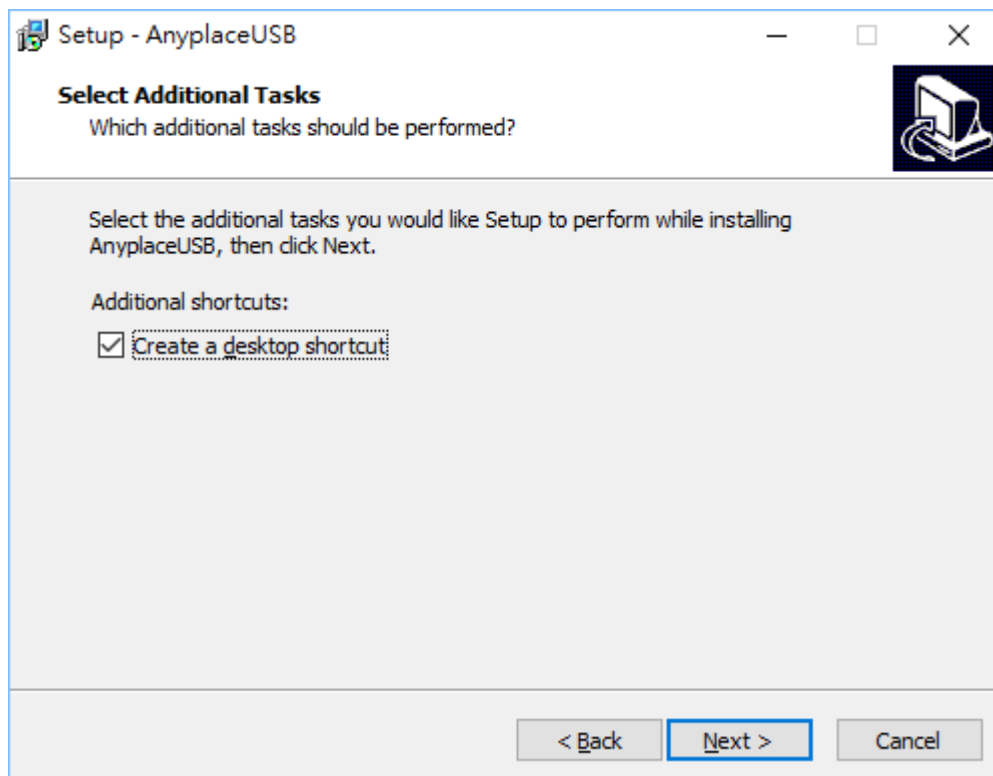 Setup - AnyplaceUSB
Select Additional Tasks
Which additional tasks should be performed?
Select the additional tasks you would like Setup to perform while installing
AnyplaceUSB, then click Next.
Additional shortcuts:
Create a desktop shortcut
< Back
Next >
Cancel